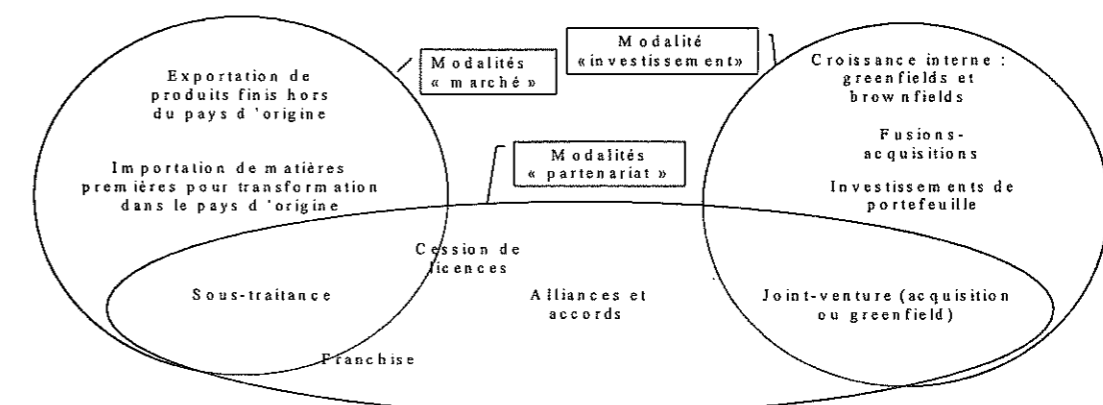 Modalité
«investissement»
Modalités
« marché »
Exportation de
produits finis hors
du pays d 'origine
Croissance interne :
greenfields et
brownfields
Fusions-
acquisitions
Modalités
« partenariat »
Importation de matières
premières pour transformation
dans le pays d 'origine
Investissements de
portefeuille
Cession de
licences
Sous-traitance
Alliances et
accords
Joint-venture (acquisition
ou greenfield)
Franchise